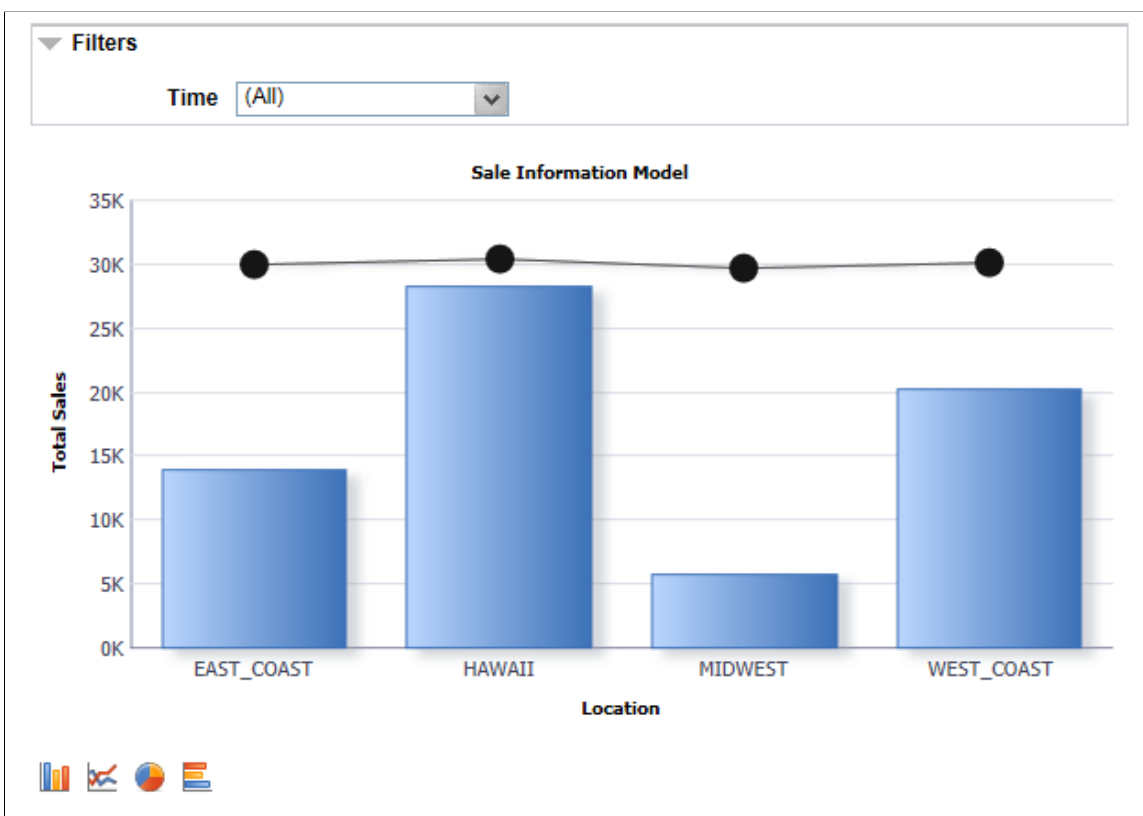 Filters
Time (All)
Sale Information Model
35K
30K
25K
20K
15K
10K
5K
0K
Total Sales
EAST_COAST HAWAII MIDWEST WEST_COAST
Location